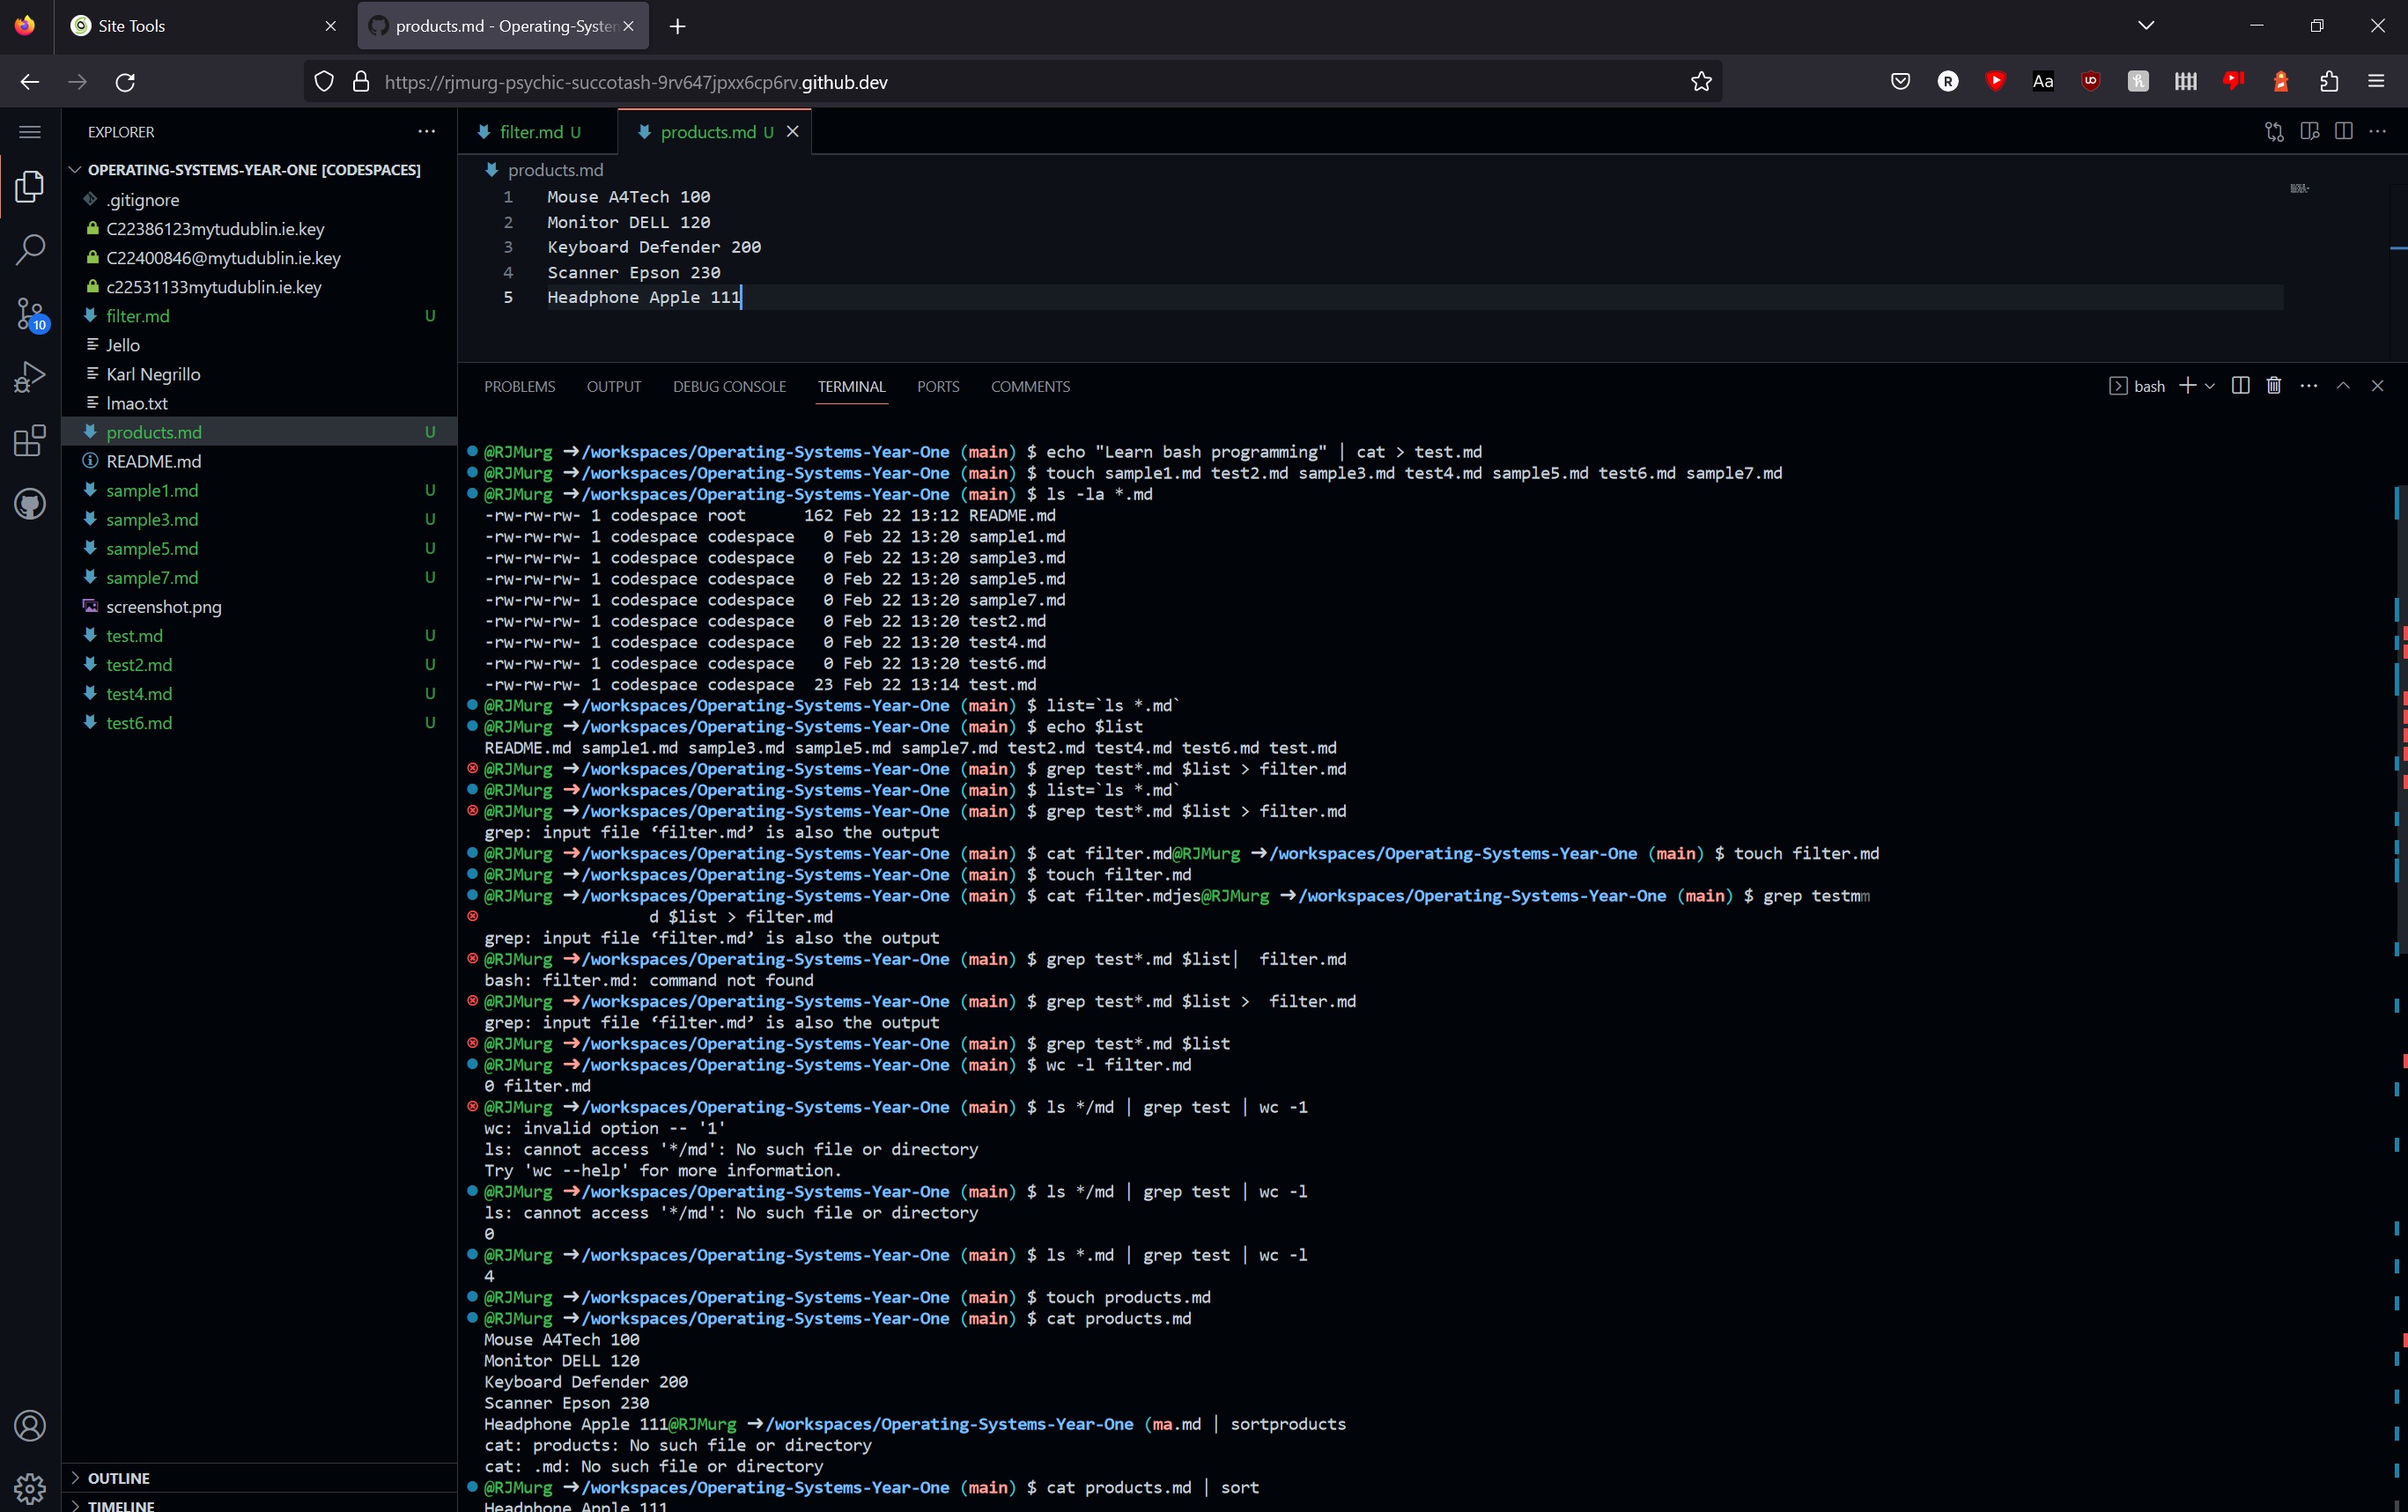 Site Tools
products.md - Operating-System
https://rjmurg-psychic-succotash-9rv647jpxx6cp6rv.github.dev
R
Aa
EXPLORER
OPERATING-SYSTEMS-YEAR-ONE [CODESPACES]
.gitignore
C22386123mytudublin.ie.key
C22400846@mytudublin.ie.key
c22531133mytudublin.ie.key
filter.md U
Jello
Karl Negrillo
lmao.txt
products.md U
README.md
sample1.md U
sample3.md U
sample5.md U
sample7.md U
screenshot.png
test.md U
test2.md U
test4.md U
test6.md U
10
OUTLINE
TIMELINE
filter.md U
products.md U
products.md
1 Mouse A4Tech 100
2 Monitor DELL 120
3 Keyboard Defender 200
4 Scanner Epson 230
5 Headphone Apple 111
PROBLEMS OUTPUT DEBUG CONSOLE TERMINAL PORTS COMMENTS
bash
@RJMurg ➜/workspaces/Operating-Systems-Year-One (main) $ echo "Learn bash programming" | cat > test.md
@RJMurg ➜/workspaces/Operating-Systems-Year-One (main) $ touch sample1.md test2.md sample3.md test4.md sample5.md test6.md sample7.md
@RJMurg ➜/workspaces/Operating-Systems-Year-One (main) $ ls -la *.md
-rw-rw-rw- 1 codespace root 162 Feb 22 13:12 README.md
-rw-rw-rw- 1 codespace codespace 0 Feb 22 13:20 sample1.md
-rw-rw-rw- 1 codespace codespace 0 Feb 22 13:20 sample3.md
-rw-rw-rw- 1 codespace codespace 0 Feb 22 13:20 sample5.md
-rw-rw-rw- 1 codespace codespace 0 Feb 22 13:20 sample7.md
-rw-rw-rw- 1 codespace codespace 0 Feb 22 13:20 test2.md
-rw-rw-rw- 1 codespace codespace 0 Feb 22 13:20 test4.md
-rw-rw-rw- 1 codespace codespace 0 Feb 22 13:20 test6.md
-rw-rw-rw- 1 codespace codespace 23 Feb 22 13:14 test.md
@RJMurg ➜/workspaces/Operating-Systems-Year-One (main) $ list=`ls *.md`
@RJMurg ➜/workspaces/Operating-Systems-Year-One (main) $ echo $list
README.md sample1.md sample3.md sample5.md sample7.md test2.md test4.md test6.md test.md
@RJMurg ➜/workspaces/Operating-Systems-Year-One (main) $ grep test*.md $list > filter.md
@RJMurg ➜/workspaces/Operating-Systems-Year-One (main) $ list=`ls *.md`
@RJMurg ➜/workspaces/Operating-Systems-Year-One (main) $ grep test*.md $list > filter.md
grep: input file ‘filter.md’ is also the output
@RJMurg ➜/workspaces/Operating-Systems-Year-One (main) $ cat filter.md@RJMurg ➜/workspaces/Operating-Systems-Year-One (main) $ touch filter.md
@RJMurg ➜/workspaces/Operating-Systems-Year-One (main) $ touch filter.md
@RJMurg ➜/workspaces/Operating-Systems-Year-One (main) $ cat filter.mdjes@RJMurg ➜/workspaces/Operating-Systems-Year-One (main) $ grep testmm
d $list > filter.md
grep: input file ‘filter.md’ is also the output
@RJMurg ➜/workspaces/Operating-Systems-Year-One (main) $ grep test*.md $list| filter.md
bash: filter.md: command not found
@RJMurg ➜/workspaces/Operating-Systems-Year-One (main) $ grep test*.md $list > filter.md
grep: input file ‘filter.md’ is also the output
@RJMurg ➜/workspaces/Operating-Systems-Year-One (main) $ grep test*.md $list
@RJMurg ➜/workspaces/Operating-Systems-Year-One (main) $ wc -l filter.md
0 filter.md
@RJMurg ➜/workspaces/Operating-Systems-Year-One (main) $ ls */md | grep test | wc -1
wc: invalid option -- '1'
ls: cannot access '*/md': No such file or directory
Try 'wc --help' for more information.
@RJMurg ➜/workspaces/Operating-Systems-Year-One (main) $ ls */md | grep test | wc -l
ls: cannot access '*/md': No such file or directory
0
@RJMurg ➜/workspaces/Operating-Systems-Year-One (main) $ ls *.md | grep test | wc -l
4
@RJMurg ➜/workspaces/Operating-Systems-Year-One (main) $ touch products.md
@RJMurg ➜/workspaces/Operating-Systems-Year-One (main) $ cat products.md
Mouse A4Tech 100
Monitor DELL 120
Keyboard Defender 200
Scanner Epson 230
Headphone Apple 111@RJMurg ➜/workspaces/Operating-Systems-Year-One (ma.md | sortproducts
cat: products: No such file or directory
cat: .md: No such file or directory
@RJMurg ➜/workspaces/Operating-Systems-Year-One (main) $ cat products.md | sort
Headphone Apple 111